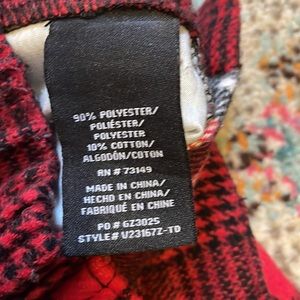 90% POLYESTER/
POLIÉSTER/
POLYESTER
10% COTTON/
ALGODÓN/COTON
RN # 73149
MADE IN CHINA/
HECHO EN CHINA/
FABRIQUÉ EN CHINE
PO # GZ3025
STYLE# V23167Z-TD